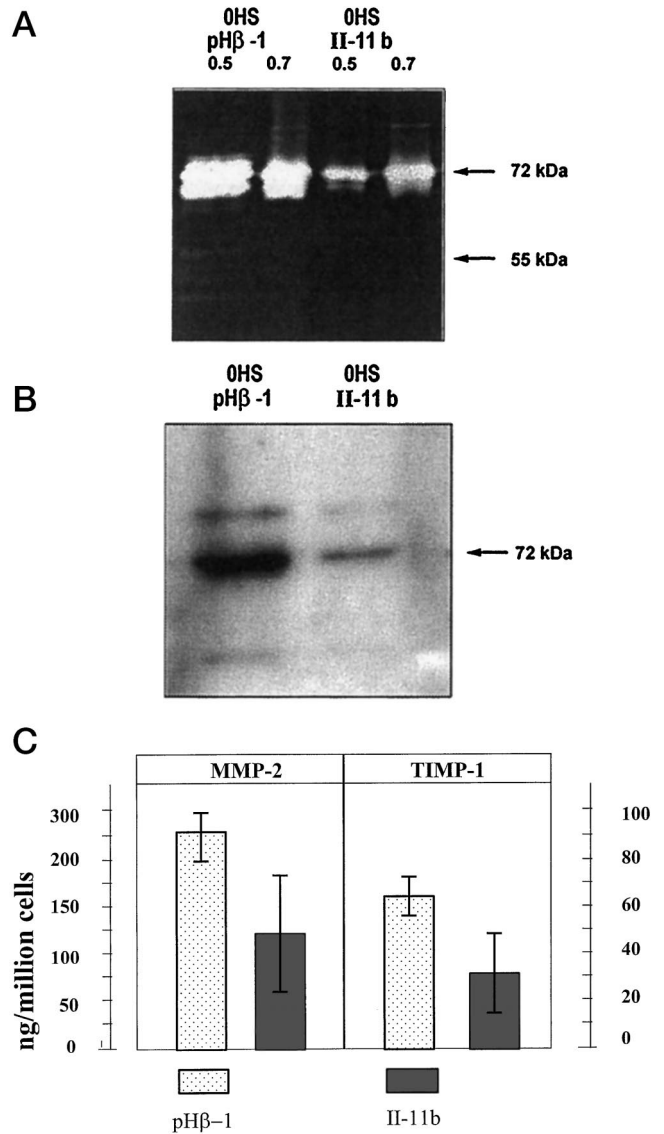 A
0HS 0HS
pHβ -1 II-11 b
0.5 0.7 0.5 0.7
72 kDa
55 kDa
B
0HS 0HS
pHβ -1 II-11 b
72 kDa
C
MMP-2 TIMP-1
ng/million cells
300
200
150
100
50
0
100
80
60
40
20
0
pHβ–1 II-11b